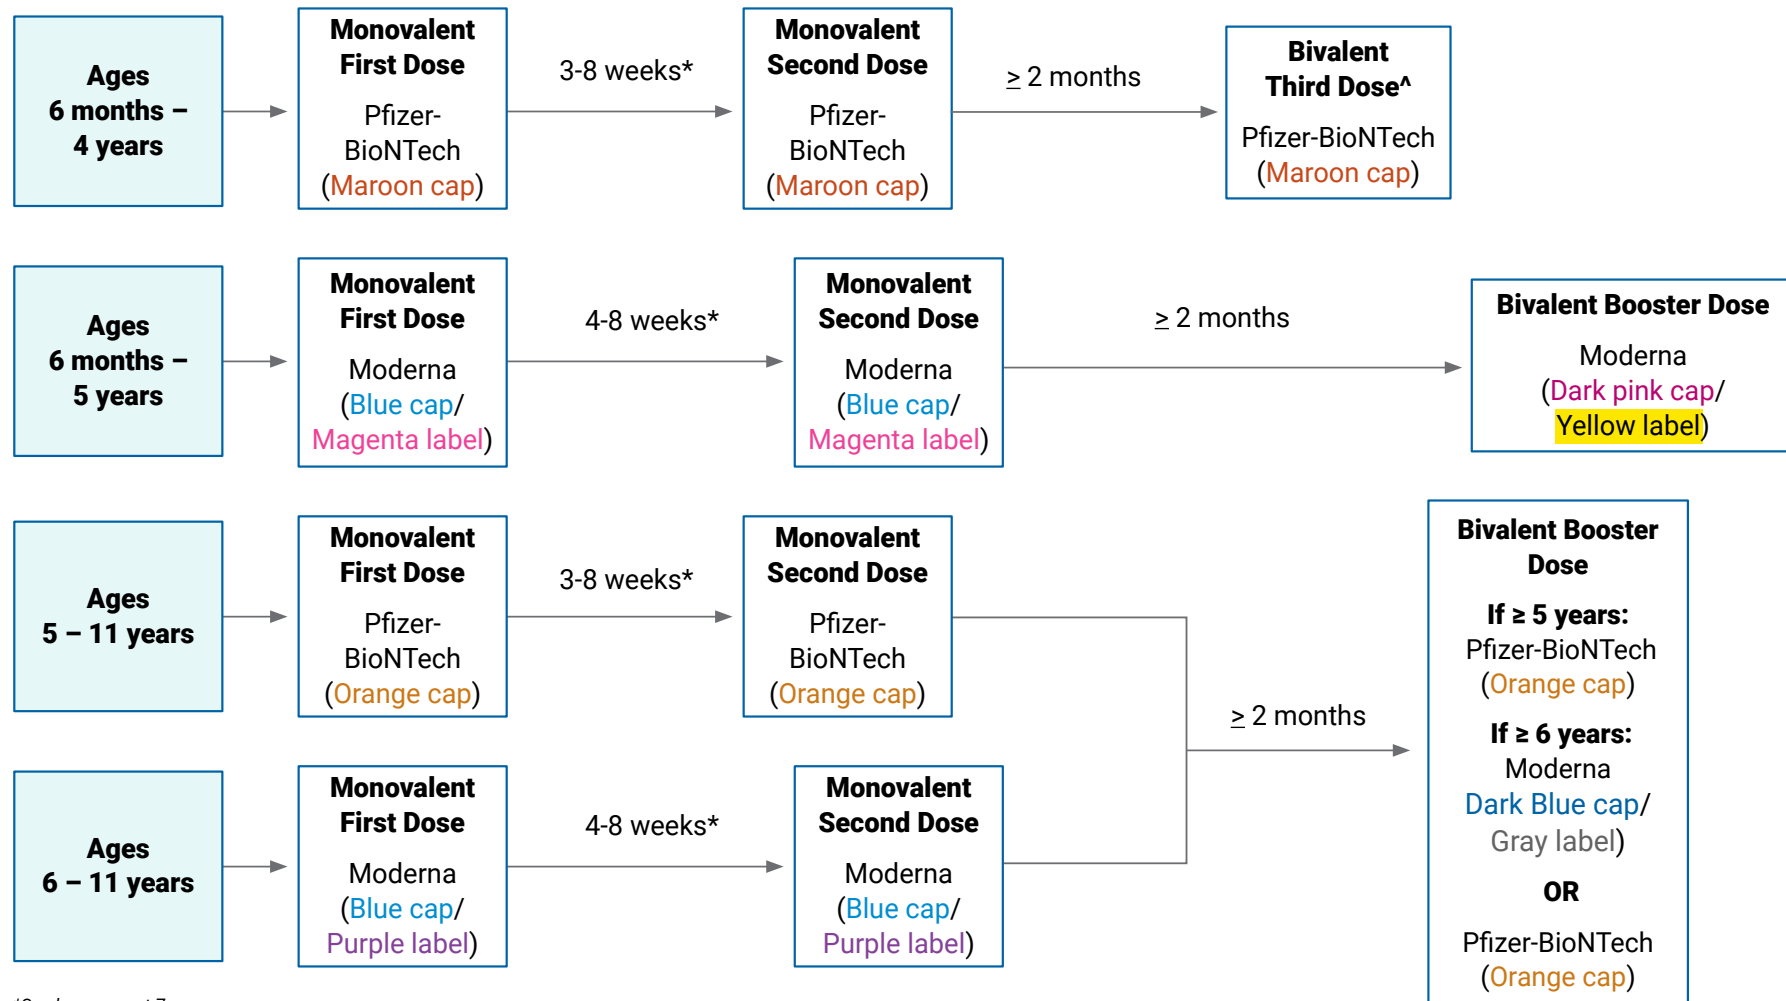 Ages
6 months –
4 years
Monovalent
First Dose
Pfizer-
BioNTech
(Maroon cap)
3-8 weeks*
Monovalent
Second Dose
Pfizer-
BioNTech
(Maroon cap)
≥ 2 months
Bivalent
Third Dose^
Pfizer-BioNTech
(Maroon cap)
Ages
6 months –
5 years
Monovalent
First Dose
Moderna
(Blue cap/
Magenta label)
4-8 weeks*
Monovalent
Second Dose
Moderna
(Blue cap/
Magenta label)
≥ 2 months
Bivalent Booster Dose
Moderna
(Dark pink cap/
Yellow label)
Ages
5 – 11 years
Monovalent
First Dose
Pfizer-
BioNTech
(Orange cap)
3-8 weeks*
Monovalent
Second Dose
Pfizer-
BioNTech
(Orange cap)
Ages
6 – 11 years
Monovalent
First Dose
Moderna
(Blue cap/
Purple label)
4-8 weeks*
Monovalent
Second Dose
Moderna
(Blue cap/
Purple label)
≥ 2 months
Bivalent Booster
Dose
If ≥ 5 years:
Pfizer-BioNTech
(Orange cap)
If ≥ 6 years:
Moderna
Dark Blue cap/
Gray label)
OR
Pfizer-BioNTech
(Orange cap)